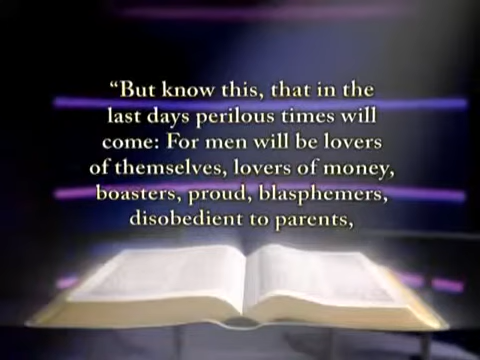 “But know this, that in the
last days perilous times will
come: For men will be lovers
of themselves, lovers of money,
boasters, proud, blasphemers,
disobedient to parents,